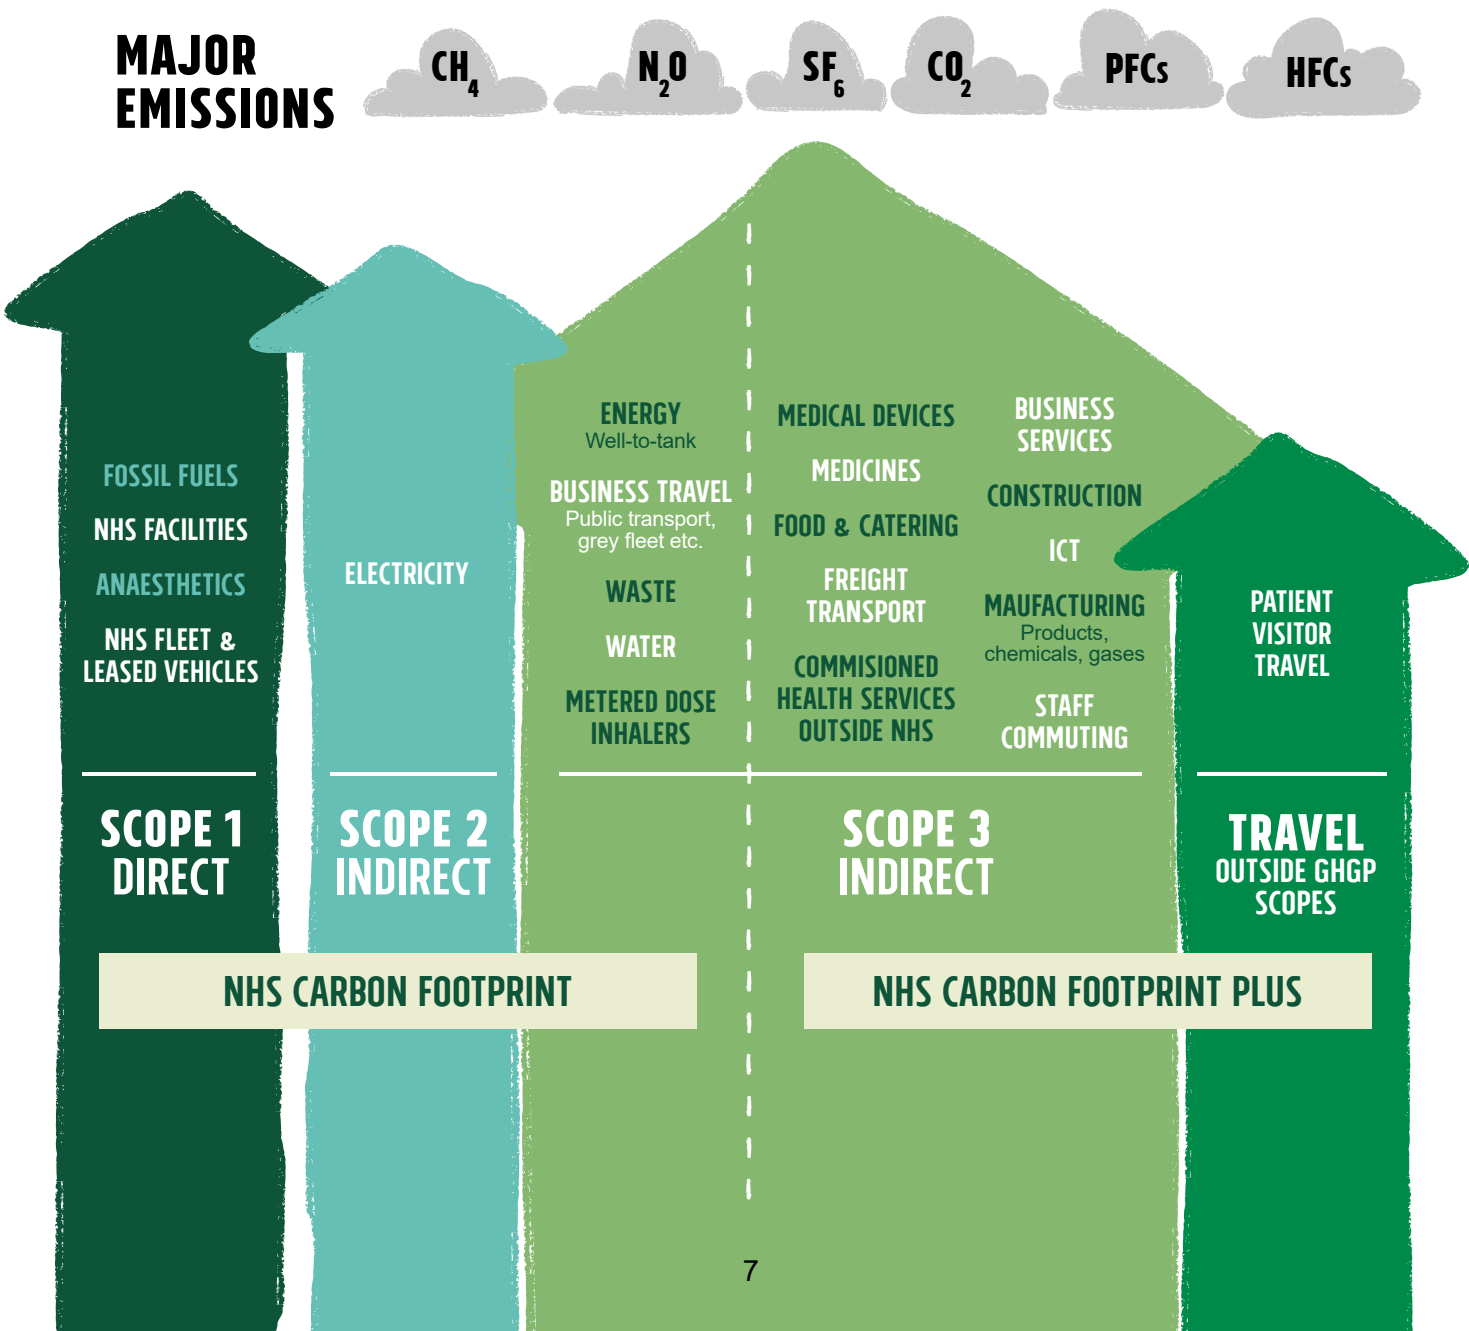 MAJOR
EMISSIONS
CH4
N2O
SF6
CO2
PFCs
HFCs
FOSSIL FUELS
NHS FACILITIES
ANAESTHETICS
NHS FLEET &
LEASED VEHICLES
SCOPE 1
DIRECT
ELECTRICITY
SCOPE 2
INDIRECT
ENERGY
Well-to-tank
BUSINESS TRAVEL
Public transport,
grey fleet etc.
WASTE
WATER
METERED DOSE
INHALERS
MEDICAL DEVICES
MEDICINES
FOOD & CATERING
FREIGHT
TRANSPORT
COMMISIONED
HEALTH SERVICES
OUTSIDE NHS
BUSINESS
SERVICES
CONSTRUCTION
ICT
MAUFACTURING
Products,
chemicals, gases
STAFF
COMMUTING
SCOPE 3
INDIRECT
PATIENT
VISITOR
TRAVEL
TRAVEL
OUTSIDE GHGP
SCOPES
NHS CARBON FOOTPRINT
NHS CARBON FOOTPRINT PLUS
7